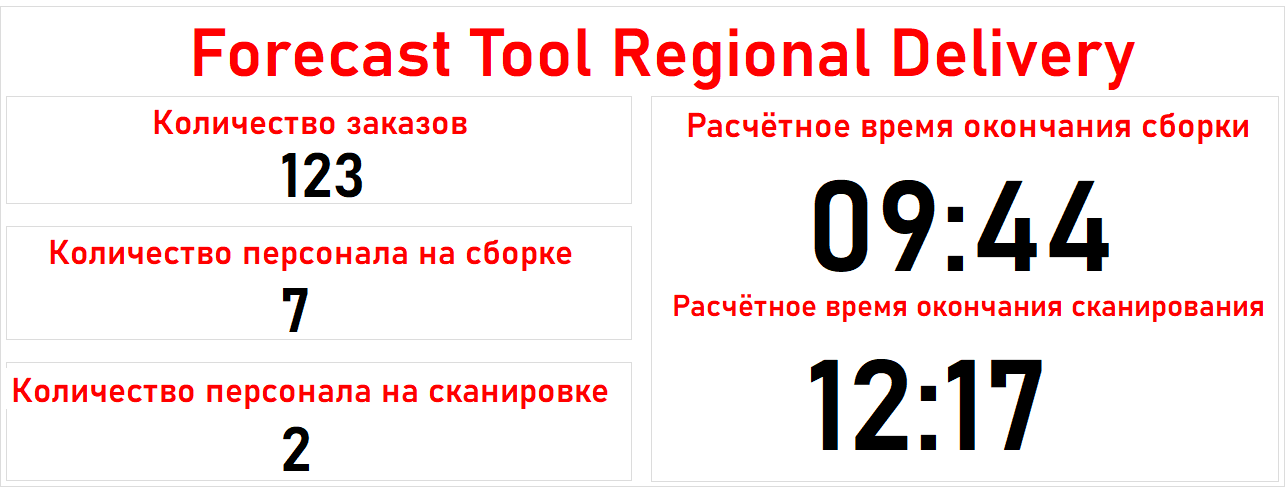 Forecast Tool Regional Delivery
Количество заказов
123
Количество персонала на сборке
7
Количество персонала на сканировке
2
Расчётное время окончания сборки
09:44
Расчётное время окончания сканирования
12:17